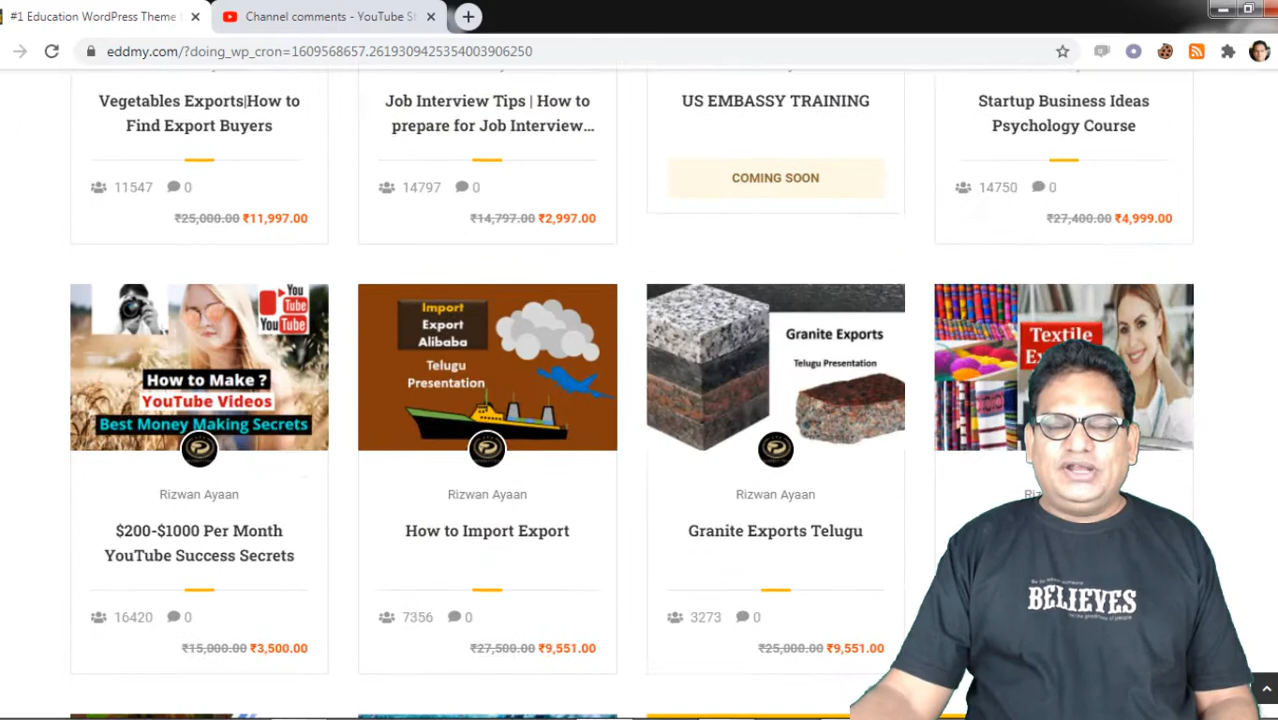 #1 Education WordPress Theme
Channel comments - YouTube St
eddmy.com/?doing_wp_cron=1609568657.2619309425354003906250
Vegetables Exports|How to
Find Export Buyers
11547 0
₹25,000.00 ₹11,997.00
Job Interview Tips | How to
prepare for Job Interview...
14797 0
₹14,797.00 ₹2,997.00
US EMBASSY TRAINING
COMING SOON
Startup Business Ideas
Psychology Course
14750 0
₹27,400.00 ₹4,999.00
You
Tube
You Tube
How to Make ?
YouTube Videos
Best Money Making Secrets
Rizwan Ayaan
$200-$1000 Per Month
YouTube Success Secrets
16420 0
₹15,000.00 ₹3,500.00
Import
Export
Alibaba
Telugu
Presentation
Rizwan Ayaan
How to Import Export
7356 0
₹27,500.00 ₹9,551.00
Granite Exports
Telugu Presentation
Rizwan Ayaan
Granite Exports Telugu
3273 0
₹25,000.00 ₹9,551.00
Textile
BELIEVES